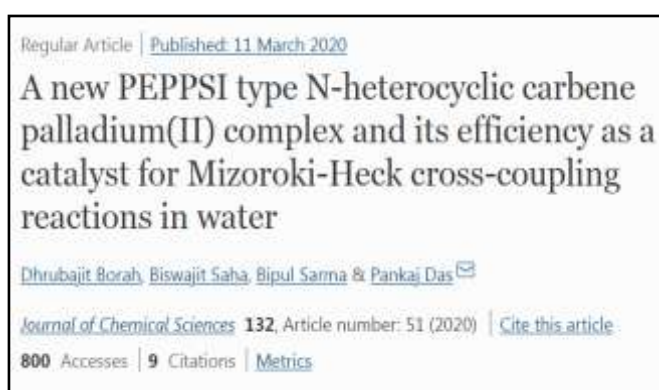 Regular Article | Published: 11 March 2020
A new PEPPSI type N-heterocyclic carbene
palladium(II) complex and its efficiency as a
catalyst for Mizoroki-Heck cross-coupling
reactions in water
Dhrubajit Borah, Biswajit Saha, Bipul Sarma & Pankaj Das
Journal of Chemical Sciences 132, Article number: 51 (2020) | Cite this article
800 Accesses | 9 Citations | Metrics